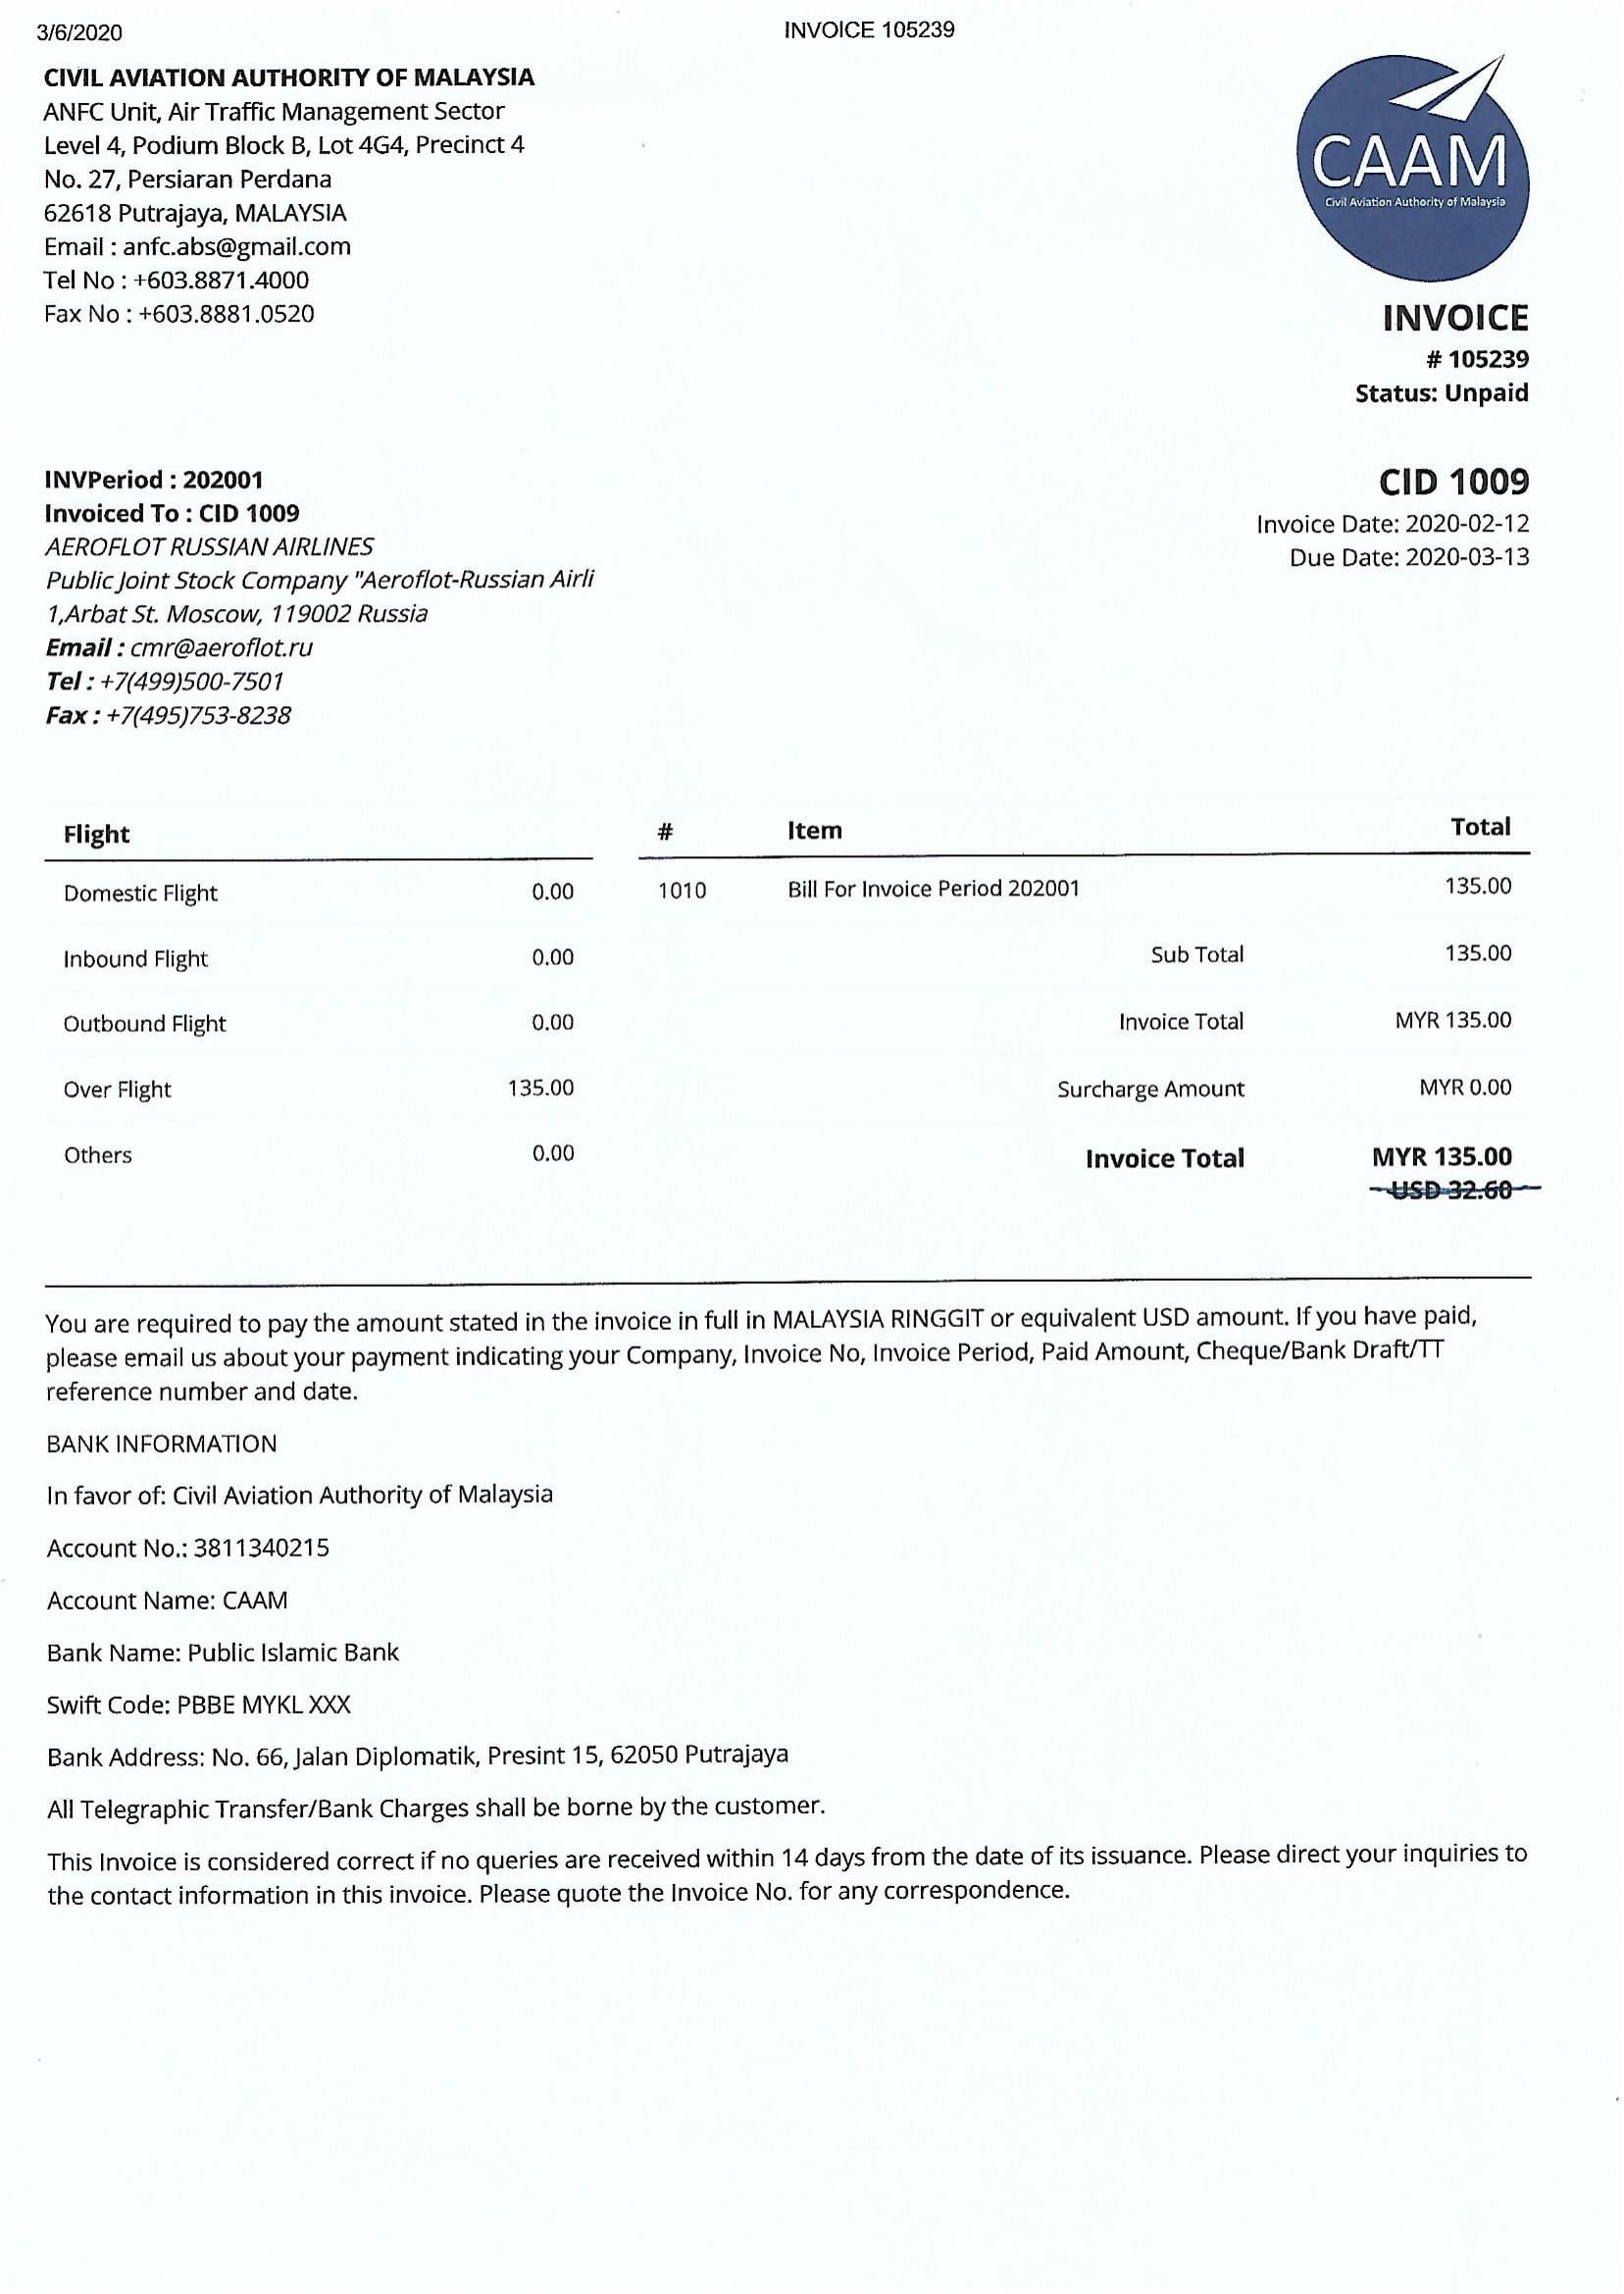 3/6/2020
INVOICE 105239
CIVIL AVIATION AUTHORITY OF MALAYSIA
ANFC Unit, Air Traffic Management Sector
Level 4, Podium Block B, Lot 4G4, Precinct 4
No. 27, Persiaran Perdana
62618 Putrajaya, MALAYSIA
Email : anfc.abs@gmail.com
Tel No : +603.8871.4000
Fax No : +603.8881.0520
CAAM
Civil Aviation Authority of Malaysia
INVOICE
# 105239
Status: Unpaid
INVPeriod : 202001
Invoiced To : CID 1009
AEROFLOT RUSSIAN AIRLINES
Public Joint Stock Company "Aeroflot-Russian Airli
1,Arbat St. Moscow, 119002 Russia
Email : cmr@aeroflot.ru
Tel : +7(499)500-7501
Fax : +7(495)753-8238
CID 1009
Invoice Date: 2020-02-12
Due Date: 2020-03-13
Flight
Domestic Flight 0.00
Inbound Flight 0.00
Outbound Flight 0.00
Over Flight 135.00
Others 0.00
# Item Total
1010 Bill For Invoice Period 202001 135.00
Sub Total 135.00
Invoice Total MYR 135.00
Surcharge Amount MYR 0.00
Invoice Total MYR 135.00
USD 32.60
You are required to pay the amount stated in the invoice in full in MALAYSIA RINGGIT or equivalent USD amount. If you have paid,
please email us about your payment indicating your Company, Invoice No, Invoice Period, Paid Amount, Cheque/Bank Draft/TT
reference number and date.
BANK INFORMATION
In favor of: Civil Aviation Authority of Malaysia
Account No.: 3811340215
Account Name: CAAM
Bank Name: Public Islamic Bank
Swift Code: PBBE MYKL XXX
Bank Address: No. 66, Jalan Diplomatik, Presint 15, 62050 Putrajaya
All Telegraphic Transfer/Bank Charges shall be borne by the customer.
This Invoice is considered correct if no queries are received within 14 days from the date of its issuance. Please direct your inquiries to
the contact information in this invoice. Please quote the Invoice No. for any correspondence.